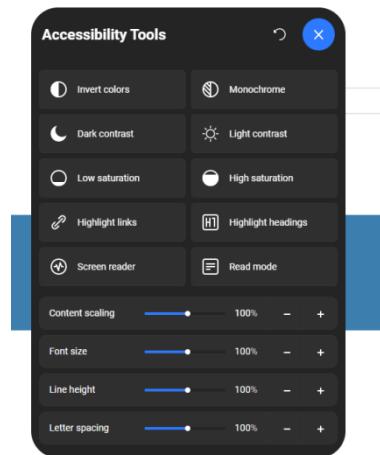 Accessibility Tools
Invert colors
Monochrome
Dark contrast
Light contrast
Low saturation
High saturation
Highlight links
H1 Highlight headings
Screen reader
Read mode
Content scaling 100% – +
Font size 100% – +
Line height 100% – +
Letter spacing 100% – +